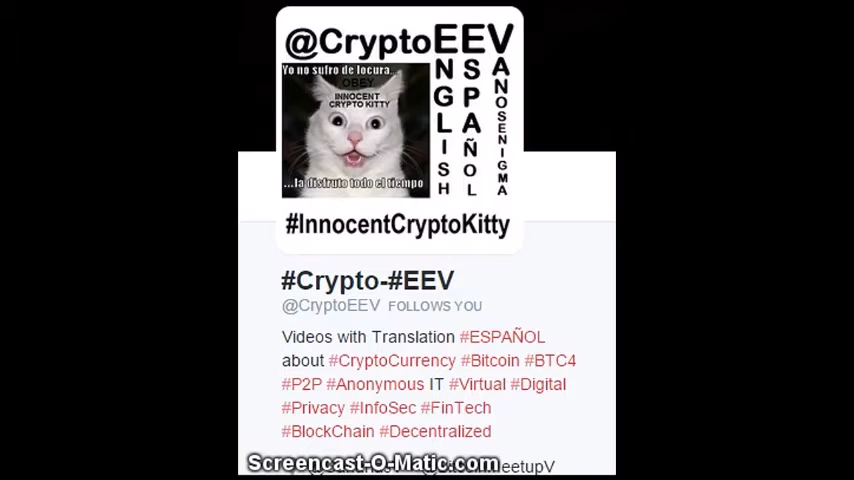 @CryptoEEV
ENGLISH
ESPAÑOL
VANOSENIGMA
Yo no sufro de locura...
OBEY
INNOCENT
CRYPTO KITTY
...la disfruto todo el tiempo
#InnocentCryptoKitty
#Crypto-#EEV
@CryptoEEV FOLLOWS YOU
Videos with Translation #ESPAÑOL
about #CryptoCurrency #Bitcoin #BTC4
#P2P #Anonymous IT #Virtual #Digital
#Privacy #InfoSec #FinTech
#BlockChain #Decentralized
Screencast-O-Matic.com